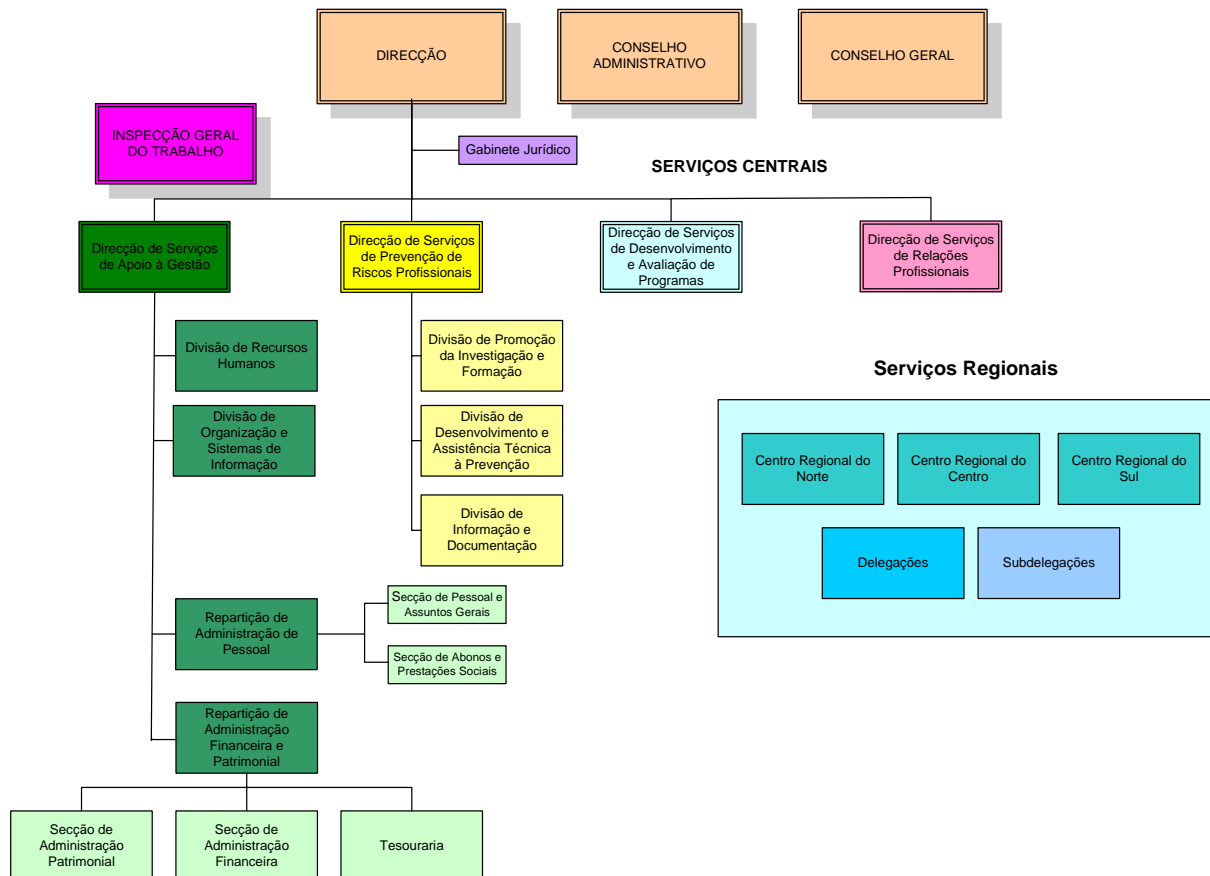 DIRECÇÃO
CONSELHO
ADMINISTRATIVO
CONSELHO GERAL
INSPECÇÃO GERAL
DO TRABALHO
Gabinete Jurídico
SERVIÇOS CENTRAIS
Direcção de Serviços
de Apoio à Gestão
Direcção de Serviços
de Prevenção de
Riscos Profissionais
Direcção de Serviços
de Desenvolvimento
e Avaliação de
Programas
Direcção de Serviços
de Relações
Profissionais
Divisão de Recursos
Humanos
Divisão de Promoção
da Investigação e
Formação
Divisão de
Organização e
Sistemas de
Informação
Divisão de
Desenvolvimento e
Assistência Técnica
à Prevenção
Divisão de
Informação e
Documentação
Serviços Regionais
Centro Regional do
Norte
Centro Regional do
Centro
Centro Regional do
Sul
Delegações
Subdelegações
Repartição de
Administração de
Pessoal
Secção de Pessoal e
Assuntos Gerais
Secção de Abonos e
Prestações Sociais
Repartição de
Administração
Financeira e
Patrimonial
Secção de
Administração
Patrimonial
Secção de
Administração
Financeira
Tesouraria